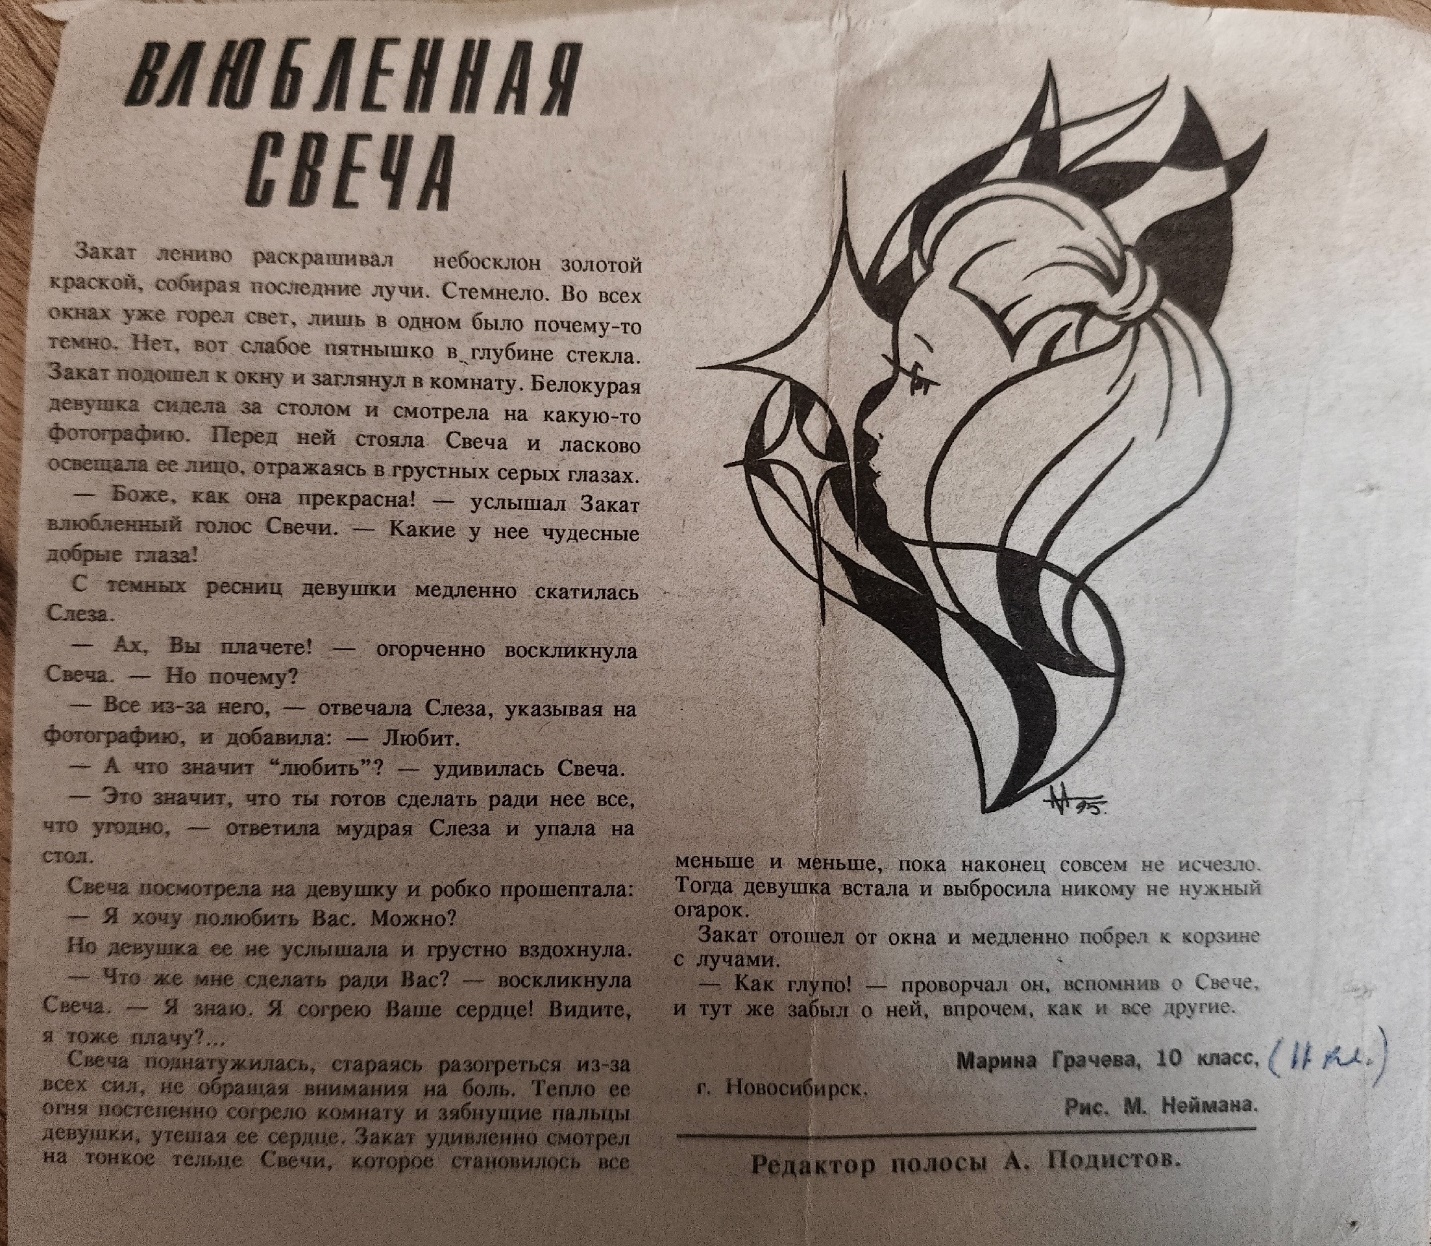 ВЛЮБЛЕННАЯ
СВЕЧА
Закат лениво раскрашивал небосклон золотой
краской, собирая последние лучи. Стемнело. Во всех
окнах уже горел свет, лишь в одном было почему-то
темно. Нет, вот слабое пятнышко в глубине стекла.
Закат подошел к окну и заглянул в комнату. Белокурая
девушка сидела за столом и смотрела на какую-то
фотографию. Перед ней стояла Свеча и ласково
освещала ее лицо, отражаясь в грустных серых глазах.
— Боже, как она прекрасна! — услышал Закат
влюбленный голос Свечи. — Какие у нее чудесные
добрые глаза!
С темных ресниц девушки медленно скатилась
Слеза.
— Ах, Вы плачете! — огорченно воскликнула
Свеча. — Но почему?
— Все из-за него, — отвечала Слеза, указывая на
фотографию, и добавила: — Любит.
— А что значит “любить”? — удивилась Свеча.
— Это значит, что ты готов сделать ради нее все,
что угодно, — ответила мудрая Слеза и упала на
стол.
Свеча посмотрела на девушку и робко прошептала:
— Я хочу полюбить Вас. Можно?
Но девушка ее не услышала и грустно вздохнула.
— Что же мне сделать ради Вас? — воскликнула
Свеча. — Я знаю. Я согрею Ваше сердце! Видите,
я тоже плачу?...
Свеча поднатужилась, стараясь разогреться из-за
всех сил, не обращая внимания на боль. Тепло ее
огня постепенно согрело комнату и зябнущие пальцы
девушки, утешая ее сердце. Закат удивленно смотрел
на тонкое тельце Свечи, которое становилось все
95.
меньше и меньше, пока наконец совсем не исчезло.
Тогда девушка встала и выбросила никому не нужный
огарок.
Закат отошел от окна и медленно побрел к корзине
с лучами.
— Как глупо! — проворчал он, вспомнив о Свече,
и тут же забыл о ней, впрочем, как и все другие.
Марина Грачева, 10 класс, (11 кл.)
г. Новосибирск.
Рис. М. Неймана.
Редактор полосы А. Подистов.